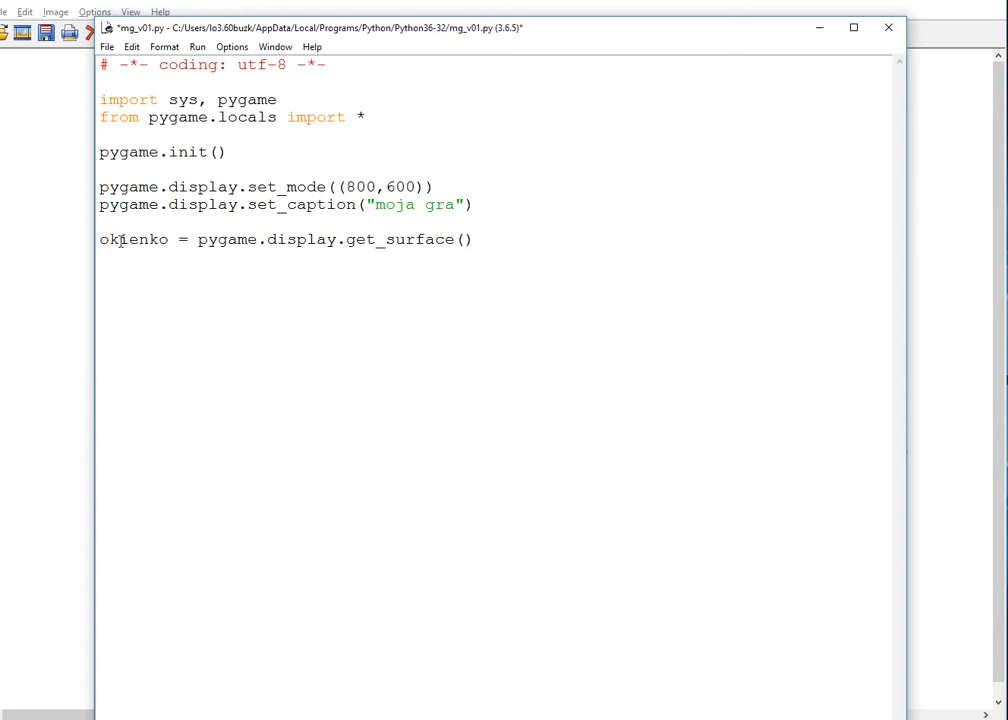 le Edit Image Options View Help
*mg_v01.py - C:/Users/lo3.60buzk/AppData/Local/Programs/Python/Python36-32/mg_v01.py (3.6.5)*
File Edit Format Run Options Window Help
# -*- coding: utf-8 -*-
import sys, pygame
from pygame.locals import *
pygame.init()
pygame.display.set_mode((800,600))
pygame.display.set_caption("moja gra")
okienko = pygame.display.get_surface()